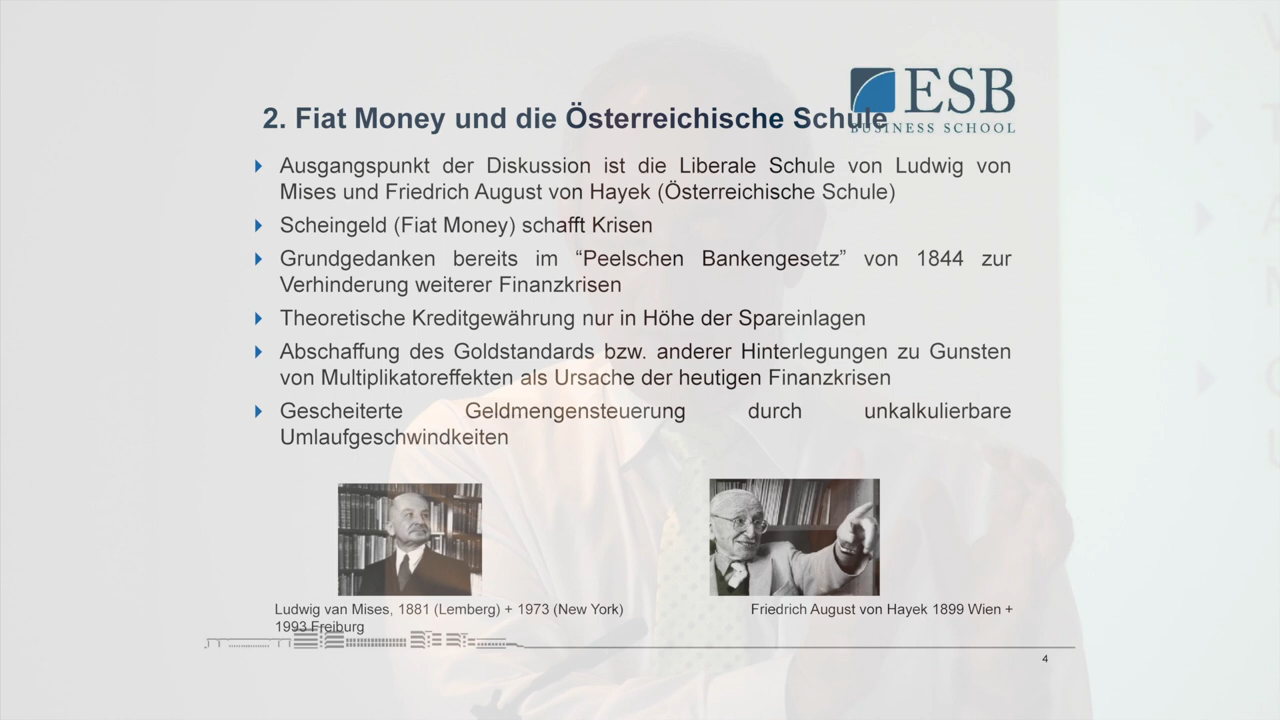 ESB
BUSINESS SCHOOL
2. Fiat Money und die Österreichische Schule
Ausgangspunkt der Diskussion ist die Liberale Schule von Ludwig von
Mises und Friedrich August von Hayek (Österreichische Schule)
Scheingeld (Fiat Money) schafft Krisen
Grundgedanken bereits im “Peelschen Bankengesetz” von 1844 zur
Verhinderung weiterer Finanzkrisen
Theoretische Kreditgewährung nur in Höhe der Spareinlagen
Abschaffung des Goldstandards bzw. anderer Hinterlegungen zu Gunsten
von Multiplikatoreffekten als Ursache der heutigen Finanzkrisen
Gescheiterte Geldmengensteuerung durch unkalkulierbare
Umlaufgeschwindkeiten
Ludwig van Mises, 1881 (Lemberg) + 1973 (New York) Friedrich August von Hayek 1899 Wien +
1993 Freiburg
4